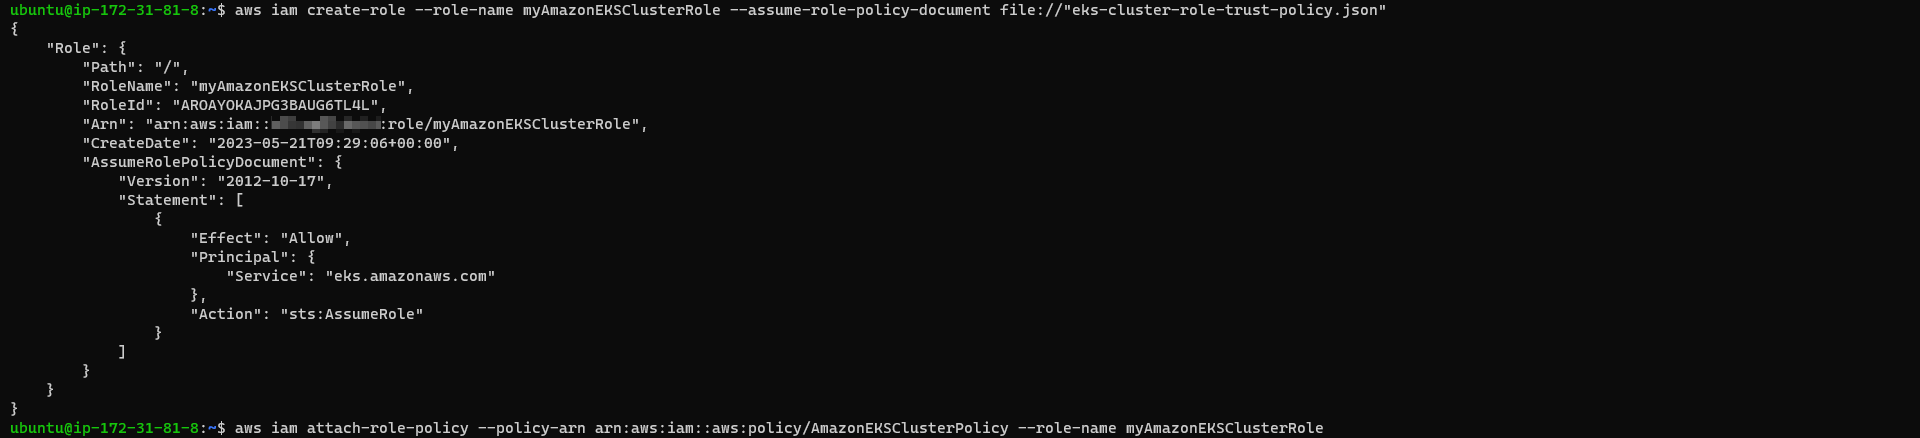 ubuntu@ip-172-31-81-8:~$ aws iam create-role --role-name myAmazonEKSClusterRole --assume-role-policy-document file://"eks-cluster-role-trust-policy.json"
{
    "Role": {
        "Path": "/",
        "RoleName": "myAmazonEKSClusterRole",
        "RoleId": "AROAYOKAJPG3BAUG6TL4L",
        "Arn": "arn:aws:iam:::role/myAmazonEKSClusterRole",
        "CreateDate": "2023-05-21T09:29:06+00:00",
        "AssumeRolePolicyDocument": {
            "Version": "2012-10-17",
            "Statement": [
                {
                    "Effect": "Allow",
                    "Principal": {
                        "Service": "eks.amazonaws.com"
                    },
                    "Action": "sts:AssumeRole"
                }
            ]
        }
    }
}
ubuntu@ip-172-31-81-8:~$ aws iam attach-role-policy --policy-arn arn:aws:iam::aws:policy/AmazonEKSClusterPolicy --role-name myAmazonEKSClusterRole